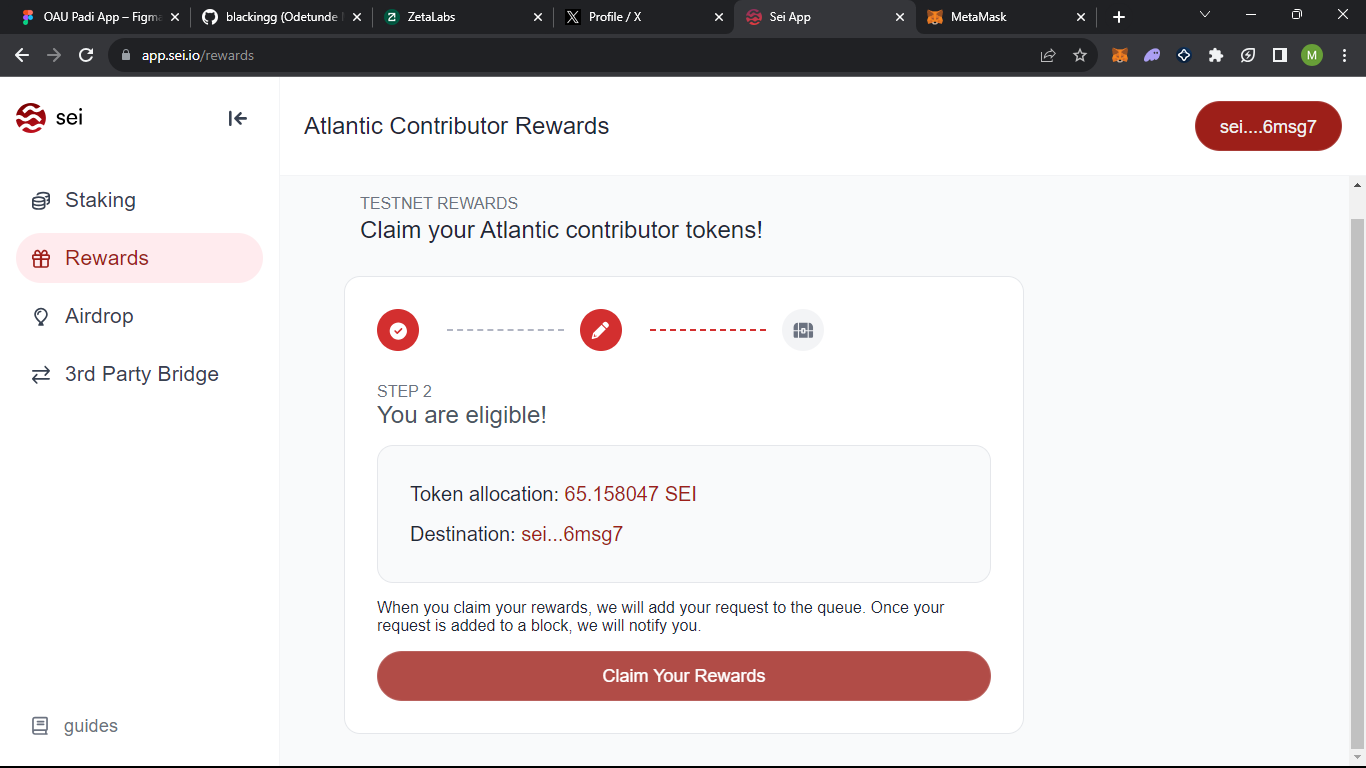 OAU Padi App – Figma
blackingg (Odetunde
ZetaLabs
Profile / X
Sei App
MetaMask
app.sei.io/rewards
M
sei
Atlantic Contributor Rewards
sei....6msg7
Staking
Rewards
Airdrop
3rd Party Bridge
guides
TESTNET REWARDS
Claim your Atlantic contributor tokens!
STEP 2
You are eligible!
Token allocation: 65.158047 SEI
Destination: sei...6msg7
When you claim your rewards, we will add your request to the queue. Once your
request is added to a block, we will notify you.
Claim Your Rewards